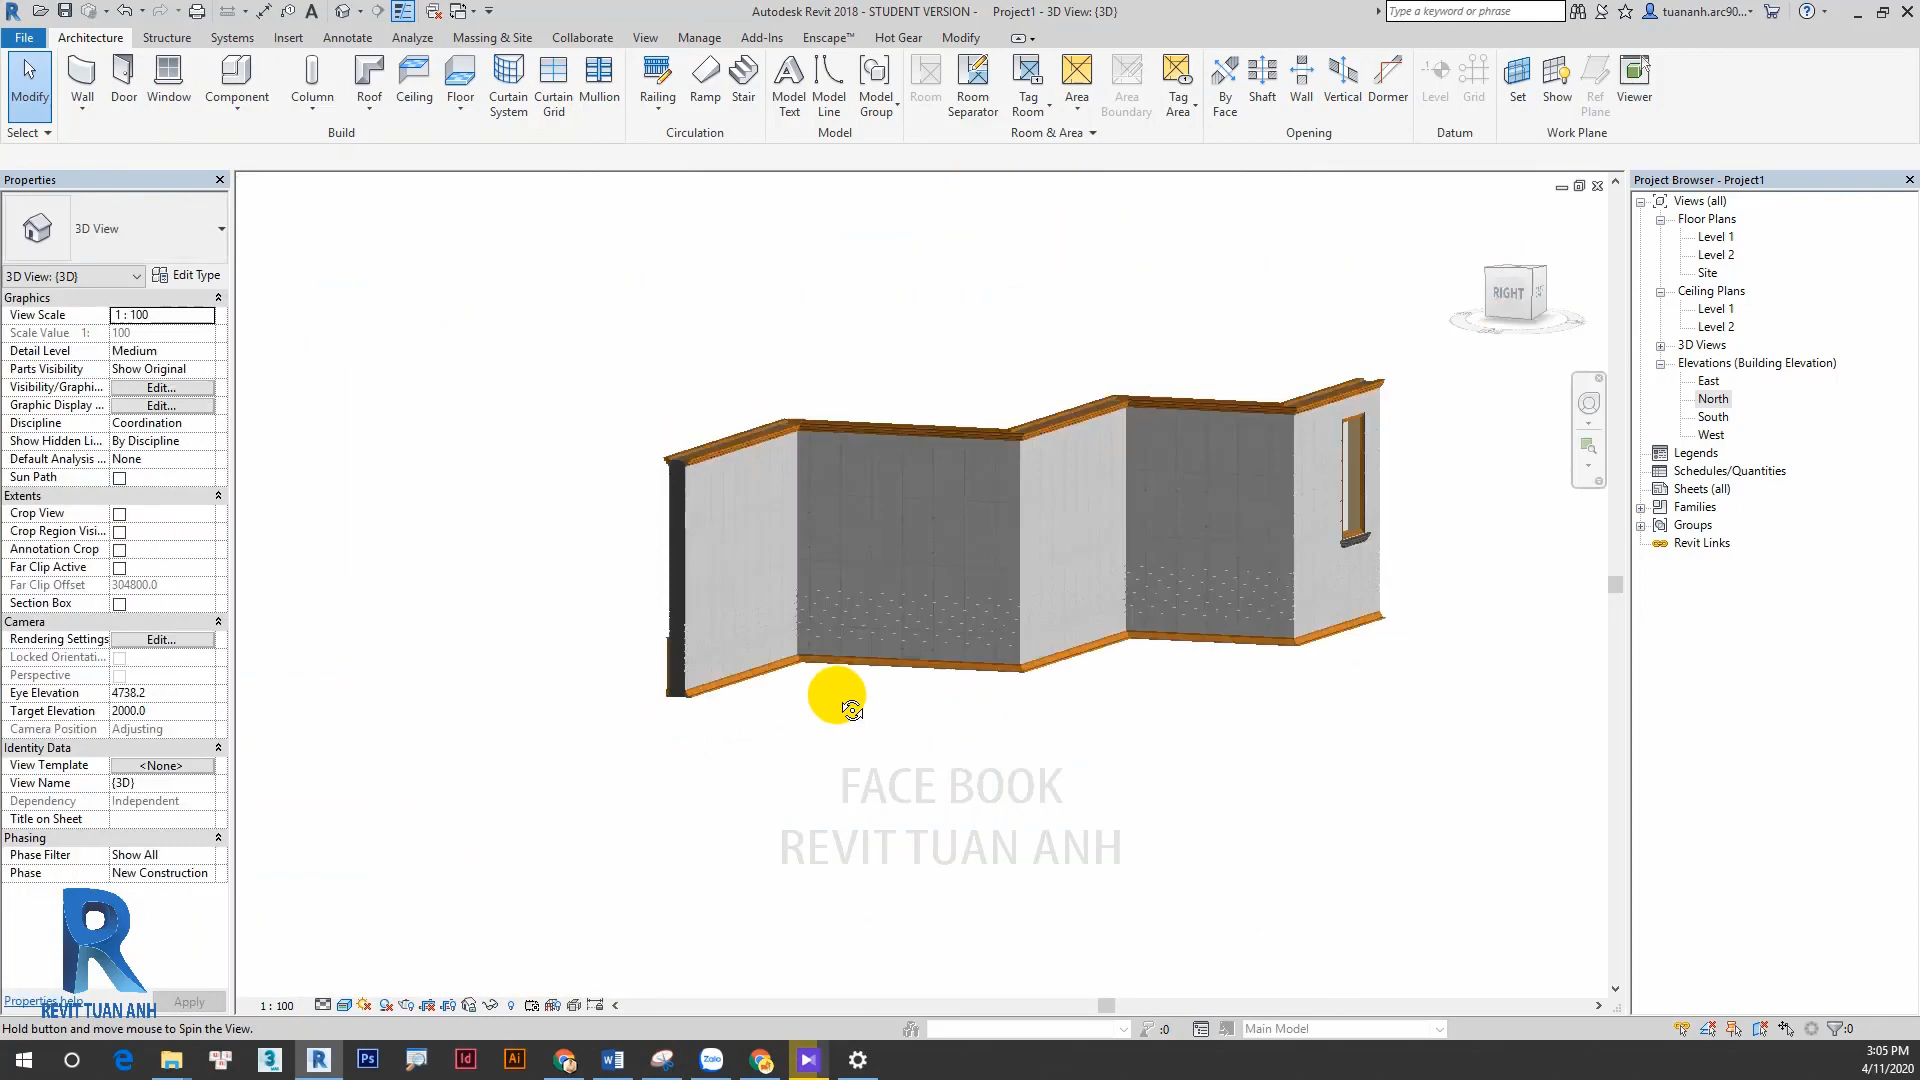 Autodesk Revit 2018 - STUDENT VERSION - Project1 - 3D View: {3D}
Type a keyword or phrase
tuananh.arc90...
File Architecture Structure Systems Insert Annotate Analyze Massing & Site Collaborate View Manage Add-Ins Enscape™ Hot Gear Modify
Modify Wall Door Window Component Column Roof Ceiling Floor Curtain System Curtain Grid Mullion Railing Ramp Stair Model Text Model Line Model Group Room Room Separator Tag Room Area Area Boundary Tag Area By Face Shaft Wall Vertical Dormer Level Grid Set Show Ref Plane Viewer
Select Build Circulation Model Room & Area Opening Datum Work Plane
Properties
3D View
3D View: {3D} Edit Type
Graphics
View Scale 1 : 100
Scale Value 1: 100
Detail Level Medium
Parts Visibility Show Original
Visibility/Graphi... Edit...
Graphic Display ... Edit...
Discipline Coordination
Show Hidden Li... By Discipline
Default Analysis ... None
Sun Path
Extents
Crop View
Crop Region Visi...
Annotation Crop
Far Clip Active
Far Clip Offset 304800.0
Section Box
Camera
Rendering Settings Edit...
Locked Orientati...
Perspective
Eye Elevation 4738.2
Target Elevation 2000.0
Camera Position Adjusting
Identity Data
View Template <None>
View Name {3D}
Dependency Independent
Title on Sheet
Phasing
Phase Filter Show All
Phase New Construction
Properties help Apply
REVIT TUAN ANH
RIGHT
FACE BOOK
REVIT TUAN ANH
Project Browser - Project1
Views (all)
Floor Plans
Level 1
Level 2
Site
Ceiling Plans
Level 1
Level 2
3D Views
Elevations (Building Elevation)
East
North
South
West
Legends
Schedules/Quantities
Sheets (all)
Families
Groups
Revit Links
1 : 100
Hold button and move mouse to Spin the View.
:0
Main Model
:0
3:05 PM
4/11/2020